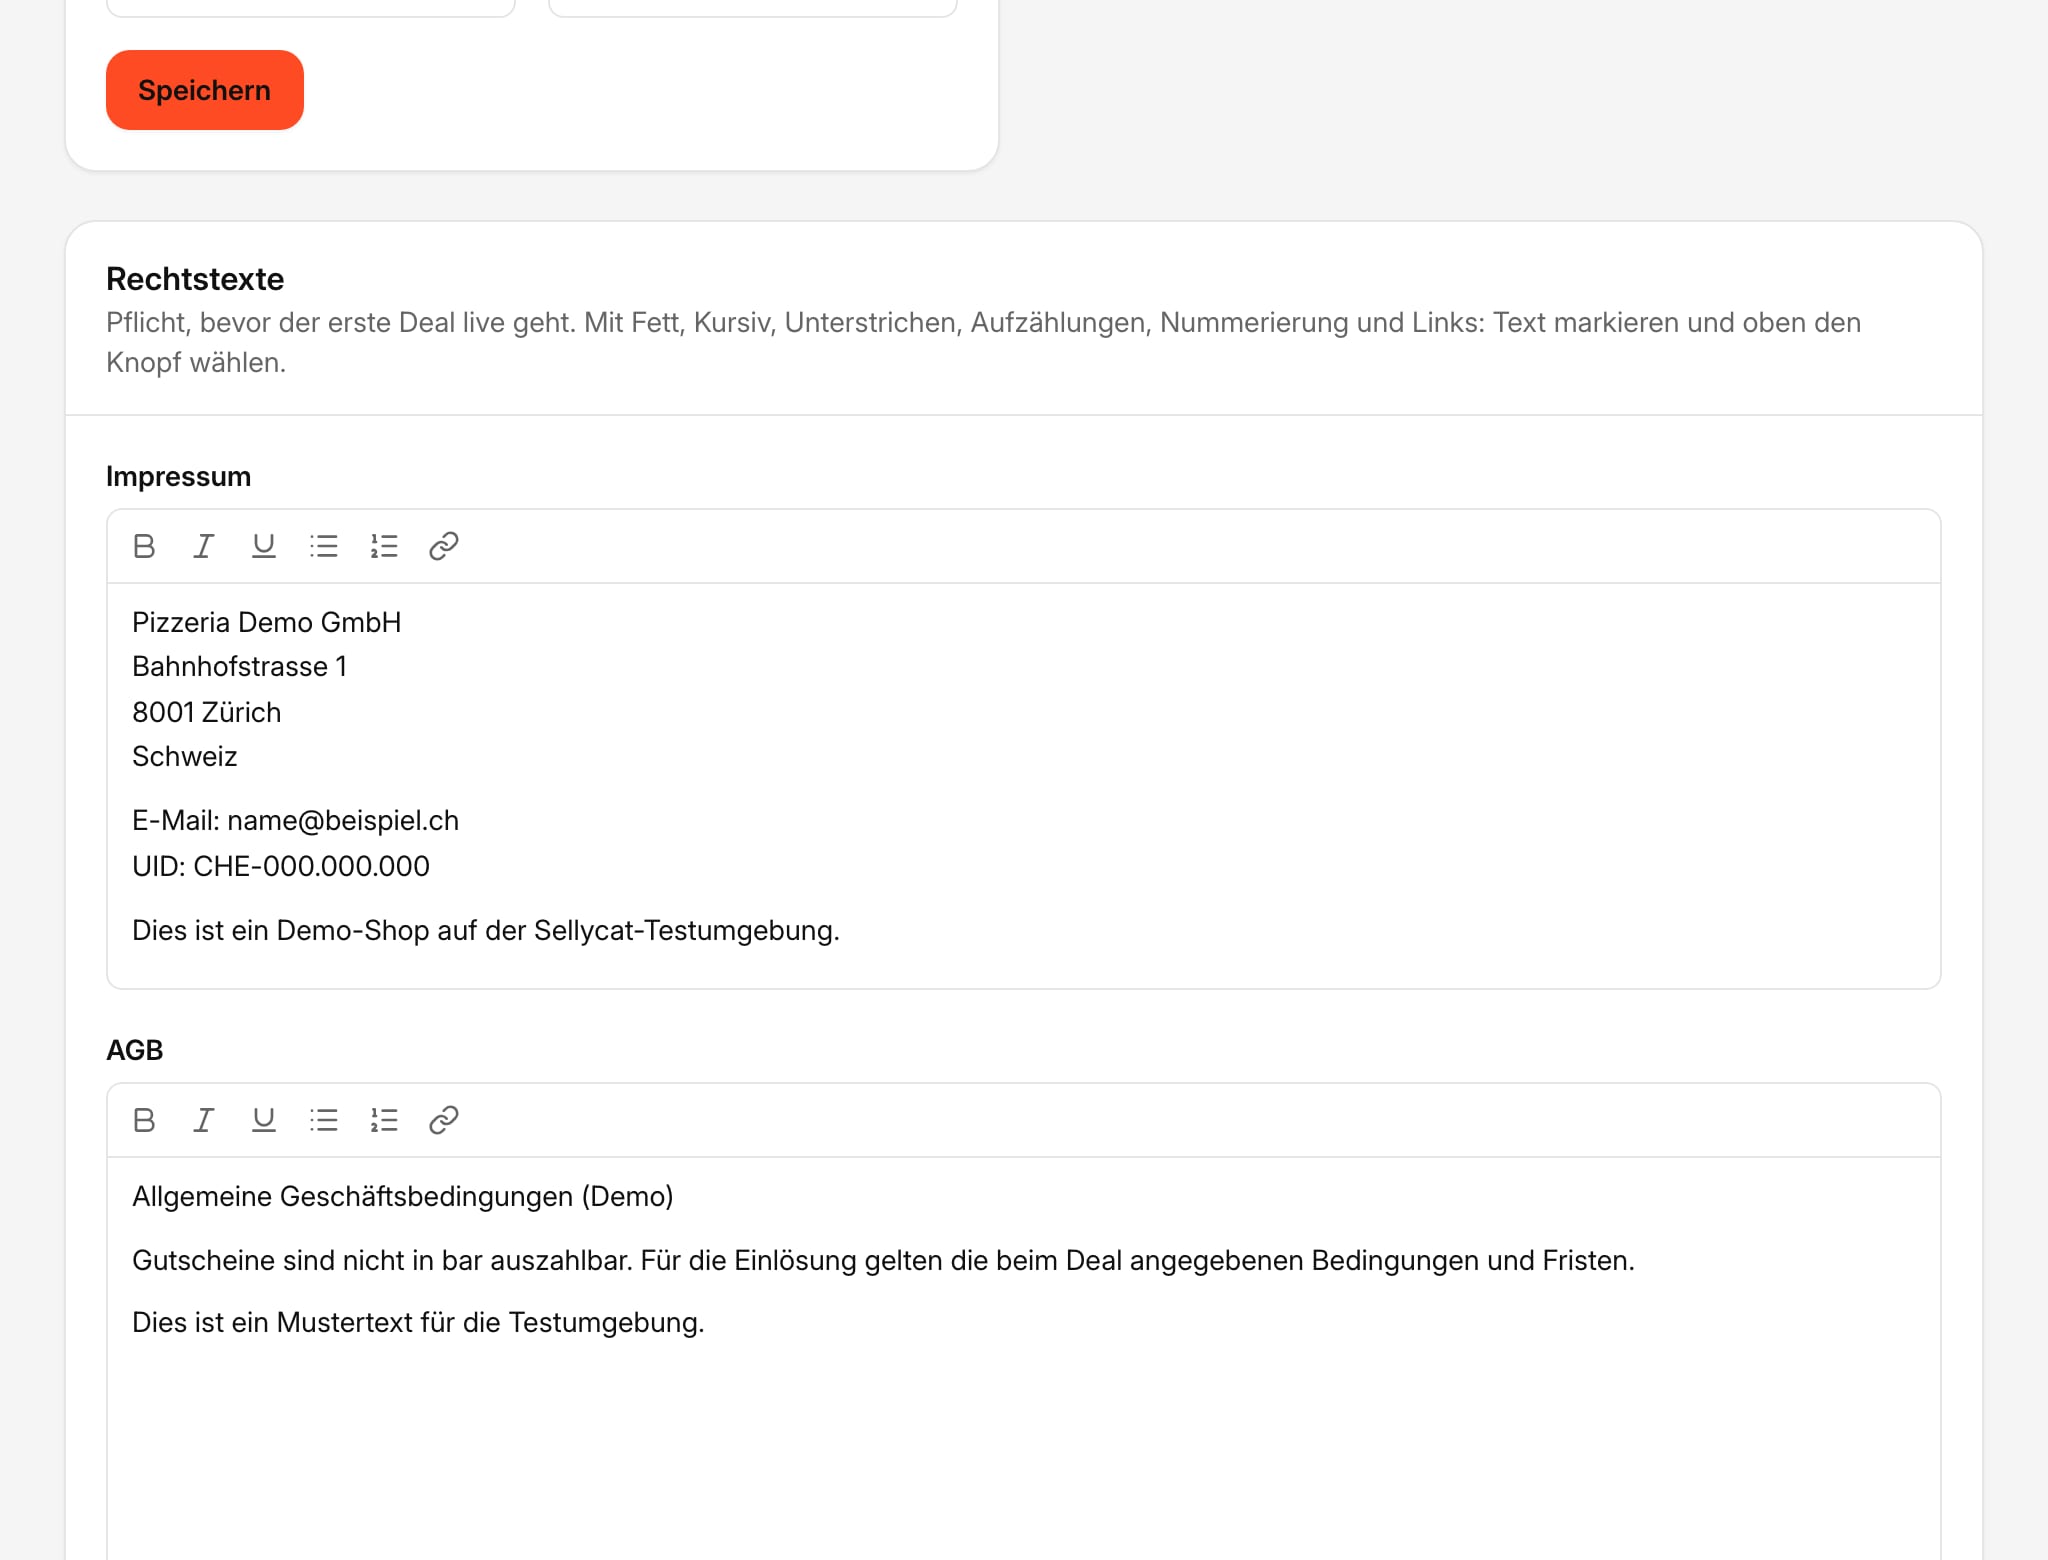 Speichern
Rechtstexte
Pflicht, bevor der erste Deal live geht. Mit Fett, Kursiv, Unterstrichen, Aufzählungen, Nummerierung und Links: Text markieren und oben den
Knopf wählen.
Impressum
Pizzeria Demo GmbH
Bahnhofstrasse 1
8001 Zürich
Schweiz
E-Mail: name@beispiel.ch
UID: CHE-000.000.000
Dies ist ein Demo-Shop auf der Sellycat-Testumgebung.
AGB
Allgemeine Geschäftsbedingungen (Demo)
Gutscheine sind nicht in bar auszahlbar. Für die Einlösung gelten die beim Deal angegebenen Bedingungen und Fristen.
Dies ist ein Mustertext für die Testumgebung.